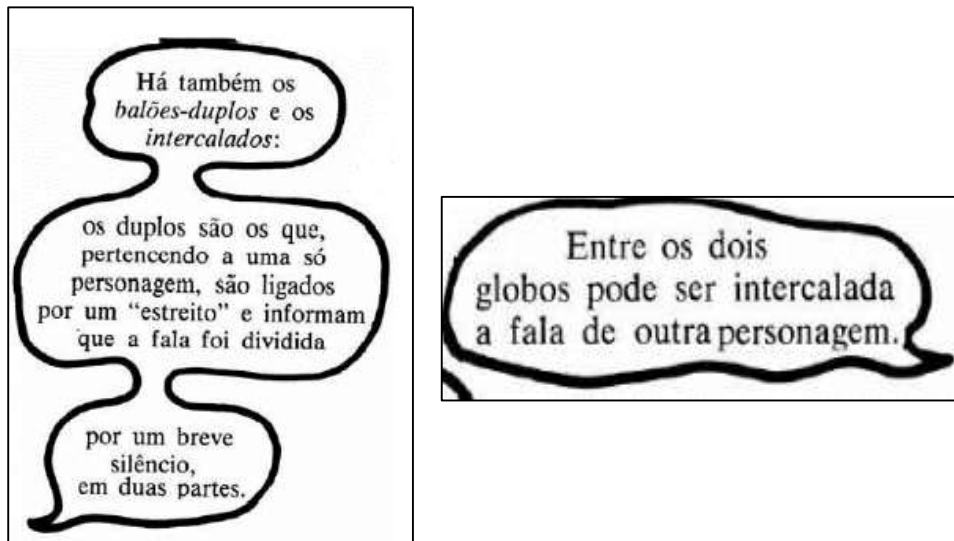 Há também os
balões-duplos e os
intercalados:
os duplos são os que,
pertencendo a uma só
personagem, são ligados
por um “estreito” e informam
que a fala foi dividida
por um breve
silêncio,
em duas partes.
Entre os dois
globos pode ser intercalada
a fala de outra personagem.